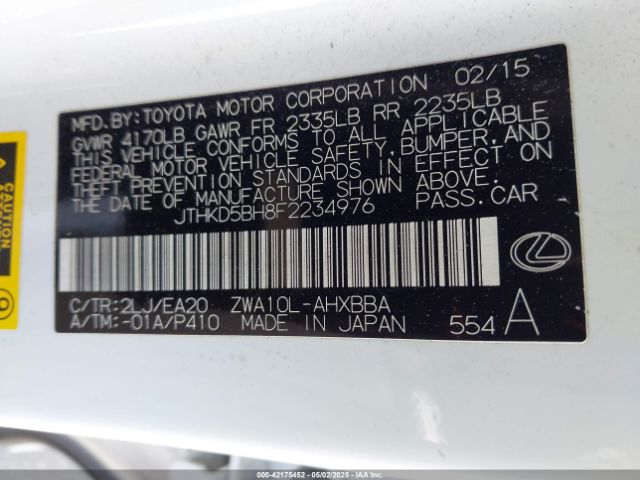 MFD.BY:TOYOTA MOTOR CORPORATION 02/15
GVWR 4170LB GAWR FR 2335LB RR 2235LB
THIS VEHICLE CONFORMS TO ALL APPLICABLE
FEDERAL MOTOR VEHICLE SAFETY, BUMPER, AND
THEFT PREVENTION STANDARDS IN EFFECT ON
THE DATE OF MANUFACTURE SHOWN ABOVE.
JTHKD5BH8F2234976 PASS.CAR
C/TR:2LJ/EA20 ZWA10L-AHXBBA
A/TM:-01A/P410 MADE IN JAPAN 554 A
CAUTION
000-42175452 - 05/02/2025 - IAAI.COM